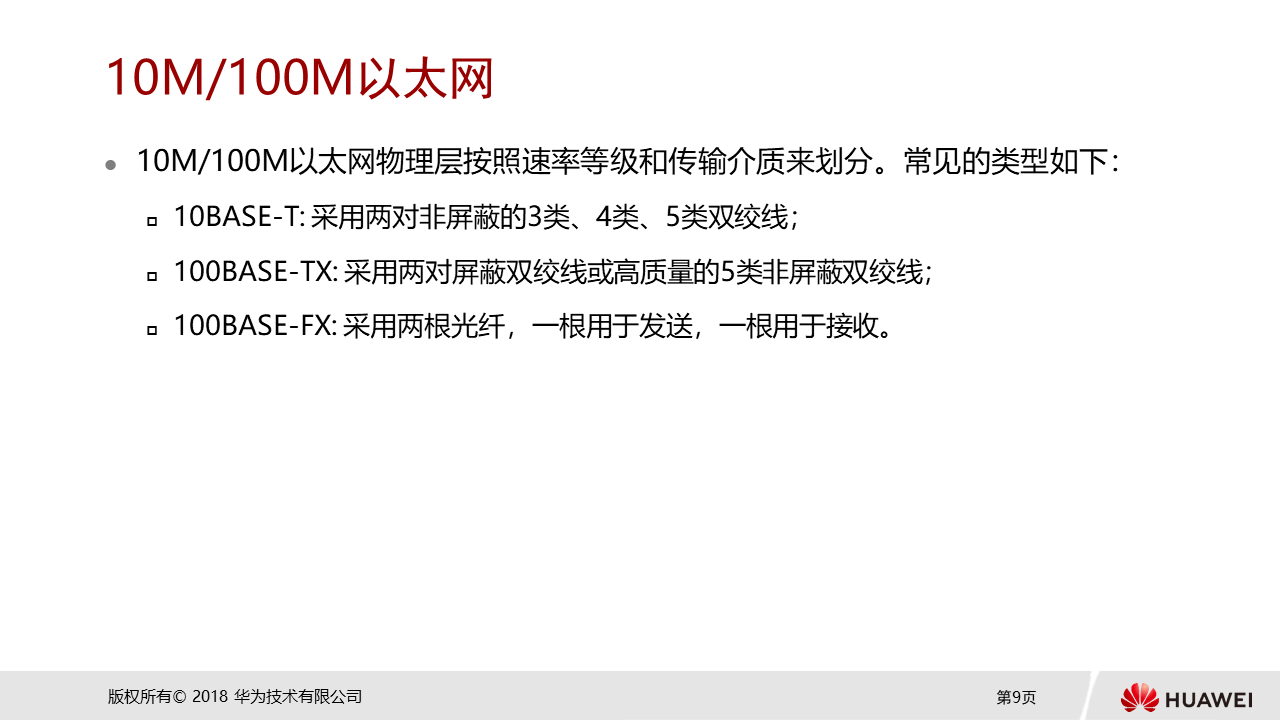 10M/100M以太网
10M/100M以太网物理层按照速率等级和传输介质来划分。常见的类型如下：
10BASE-T: 采用两对非屏蔽的3类、4类、5类双绞线；
100BASE-TX: 采用两对屏蔽双绞线或高质量的5类非屏蔽双绞线；
100BASE-FX: 采用两根光纤，一根用于发送，一根用于接收。
版权所有© 2018 华为技术有限公司
第9页
HUAWEI